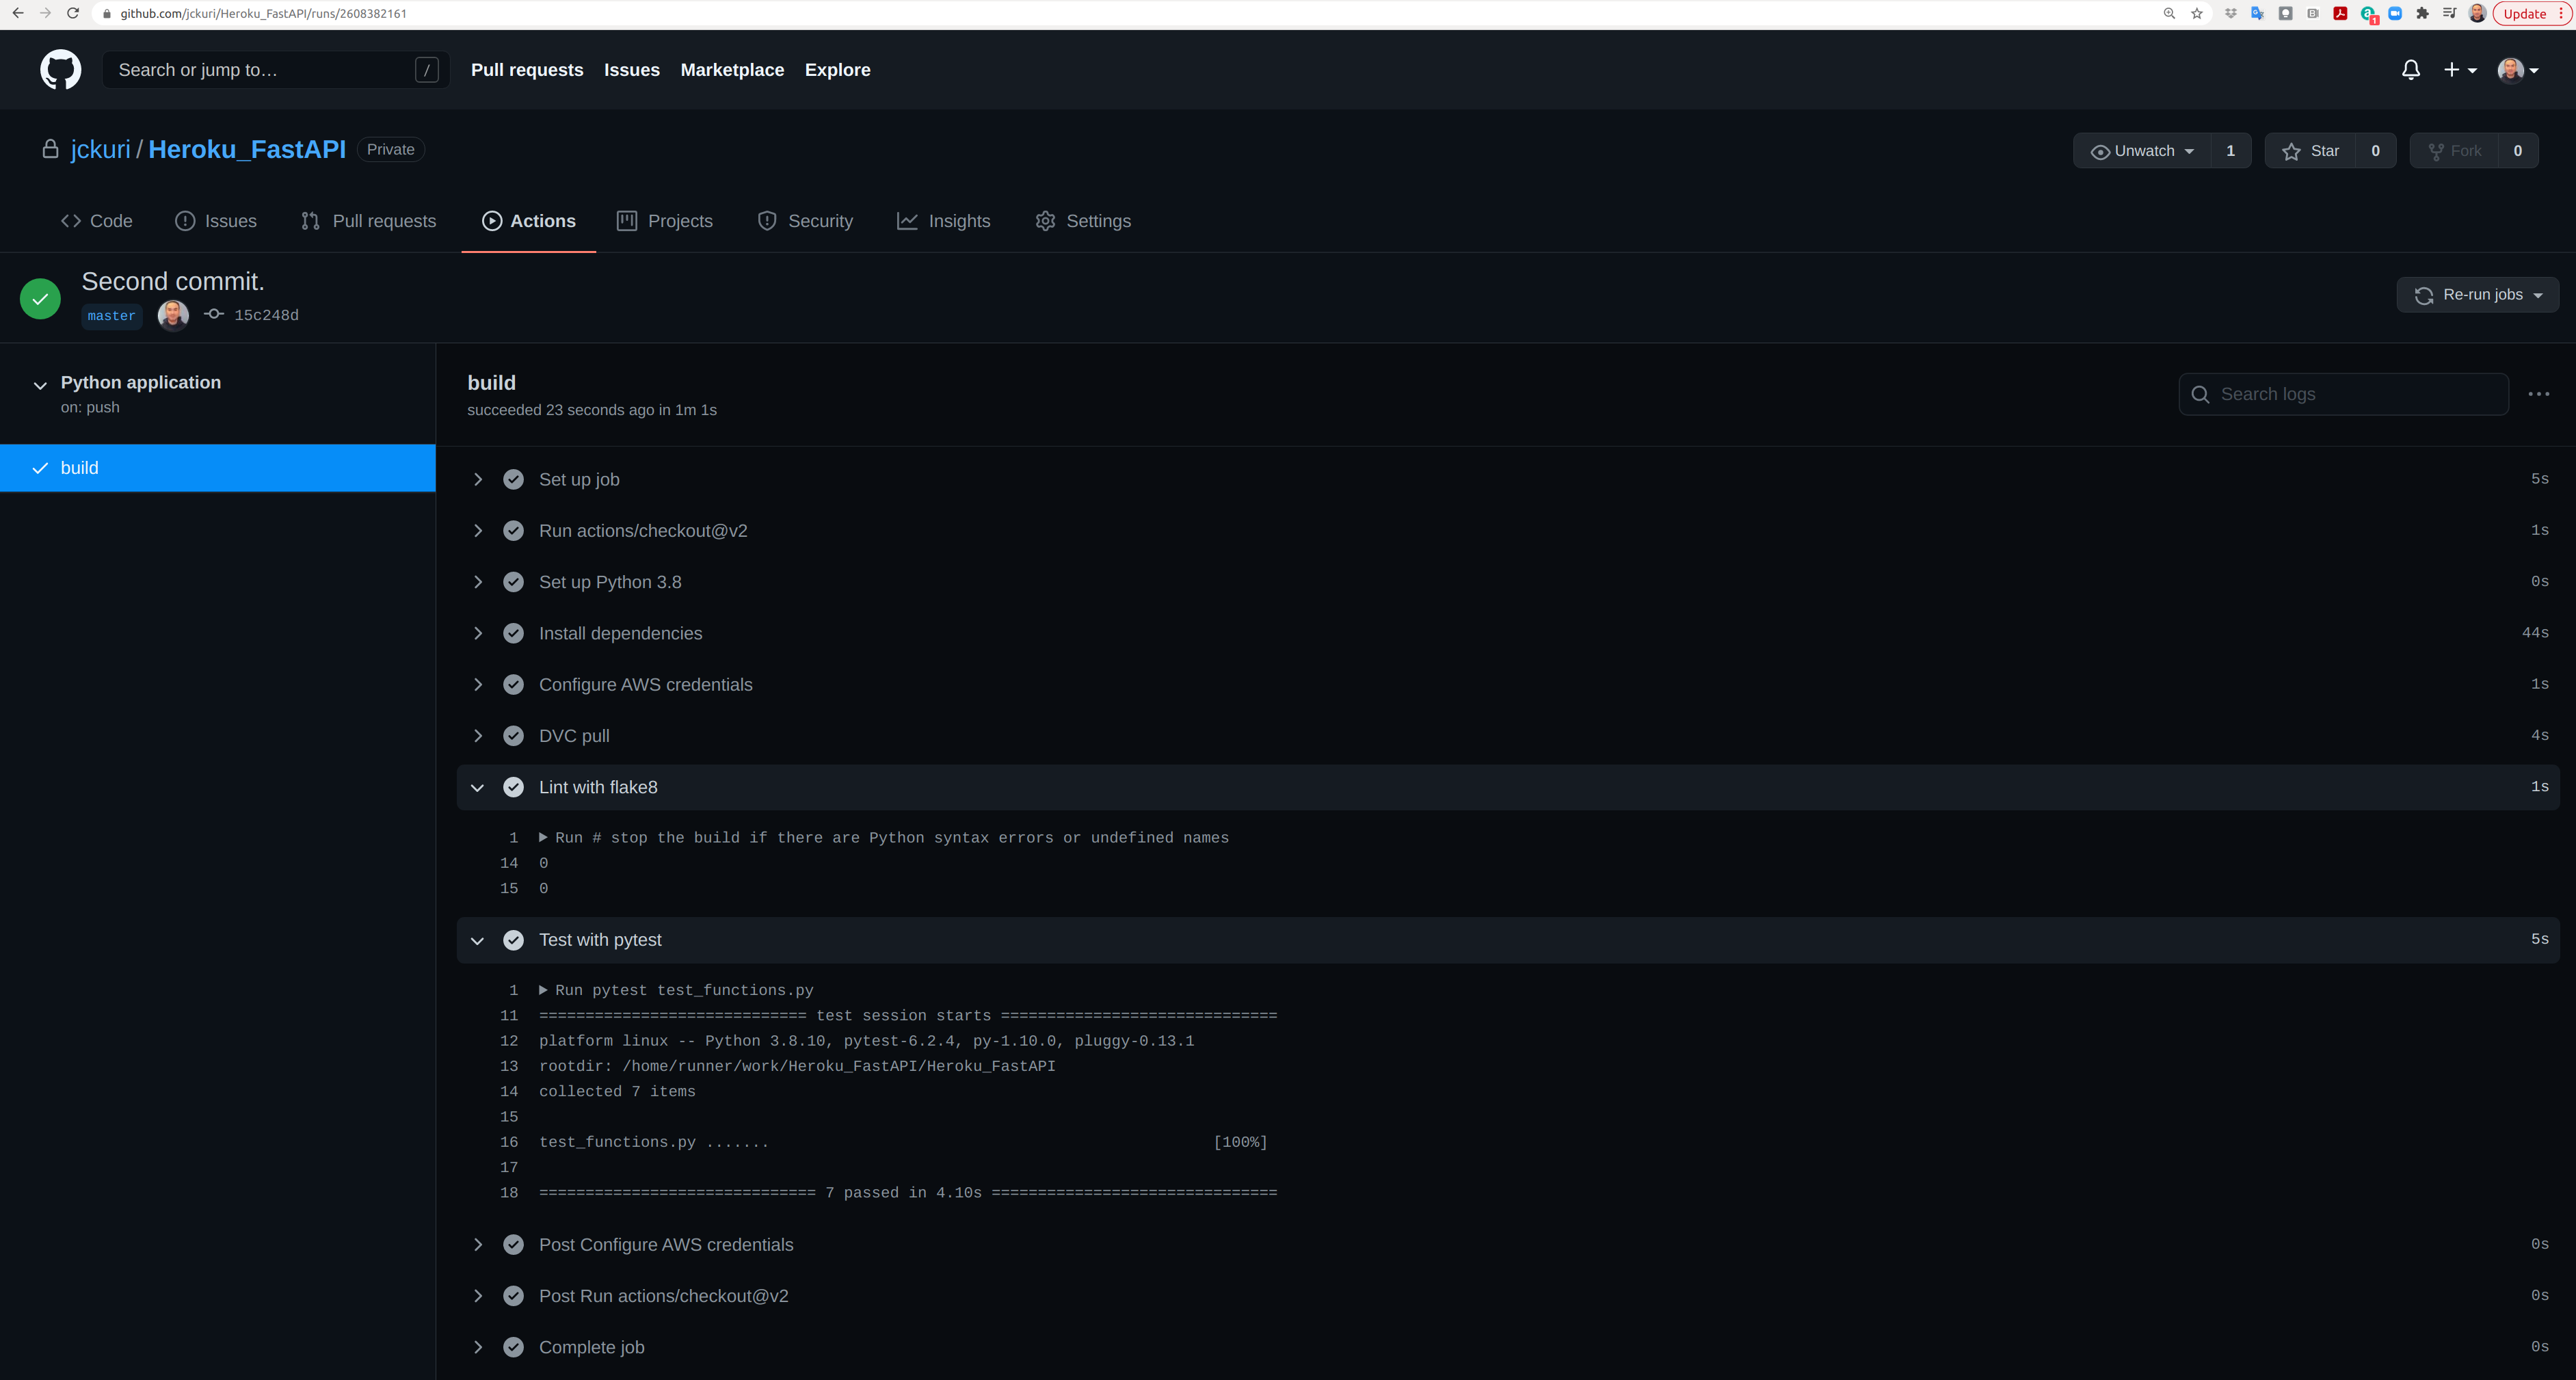 github.com/jckuri/Heroku_FastAPI/runs/2608382161
1
Update
Search or jump to…
/
Pull requests
Issues
Marketplace
Explore
jckuri / Heroku_FastAPI
Private
Unwatch
1
Star
0
Fork
0
Code
Issues
Pull requests
Actions
Projects
Security
Insights
Settings
Second commit.
master
15c248d
Re-run jobs
Python application
on: push
build
build
succeeded 23 seconds ago in 1m 1s
Search logs
Set up job 5s
Run actions/checkout@v2 1s
Set up Python 3.8 0s
Install dependencies 44s
Configure AWS credentials 1s
DVC pull 4s
Lint with flake8 1s
1 Run # stop the build if there are Python syntax errors or undefined names
14 0
15 0
Test with pytest 5s
1 Run pytest test_functions.py
11 ============================= test session starts ==============================
12 platform linux -- Python 3.8.10, pytest-6.2.4, py-1.10.0, pluggy-0.13.1
13 rootdir: /home/runner/work/Heroku_FastAPI/Heroku_FastAPI
14 collected 7 items
15
16 test_functions.py ....... [100%]
17
18 ============================== 7 passed in 4.10s ===============================
Post Configure AWS credentials 0s
Post Run actions/checkout@v2 0s
Complete job 0s